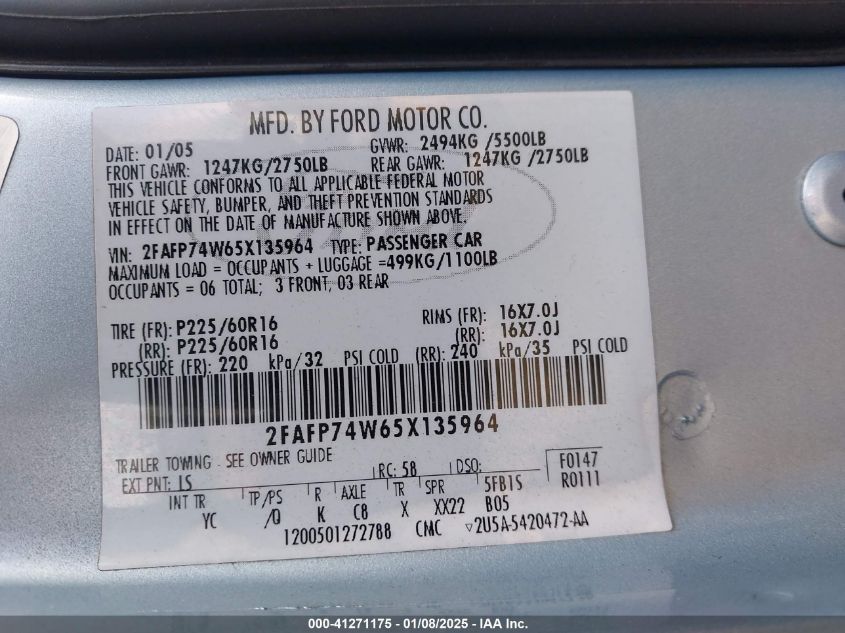 MFD. BY FORD MOTOR CO.
DATE: 01/05 GVWR: 2494KG /5500LB
FRONT GAWR: 1247KG/2750LB REAR GAWR: 1247KG /2750LB
THIS VEHICLE CONFORMS TO ALL APPLICABLE FEDERAL MOTOR
VEHICLE SAFETY, BUMPER, AND THEFT PREVENTION STANDARDS
IN EFFECT ON THE DATE OF MANUFACTURE SHOWN ABOVE.
VIN: 2FAFP74W65X135964 TYPE: PASSENGER CAR
MAXIMUM LOAD = OCCUPANTS + LUGGAGE =499KG/1100LB
OCCUPANTS = 06 TOTAL; 3 FRONT, 03 REAR
TIRE (FR): P225/60R16 RIMS (FR): 16X7.0J
(RR): P225/60R16 (RR): 16X7.0J
PRESSURE (FR): 220 kPa/32 PSI COLD (RR): 240 kPa/35 PSI COLD
2FAFP74W65X135964
TRAILER TOWING - SEE OWNER GUIDE
EXT PNT: IS RC: 58 DSO: F0147
INT TR TP/PS R AXLE TR SPR 5FB1S R0111
YC /Q K C8 X XX22 B05
1200501272788 CMC ▽2U5A-5420472-AA
000-41271175 | 01/08/2025 | ©IAA Inc.